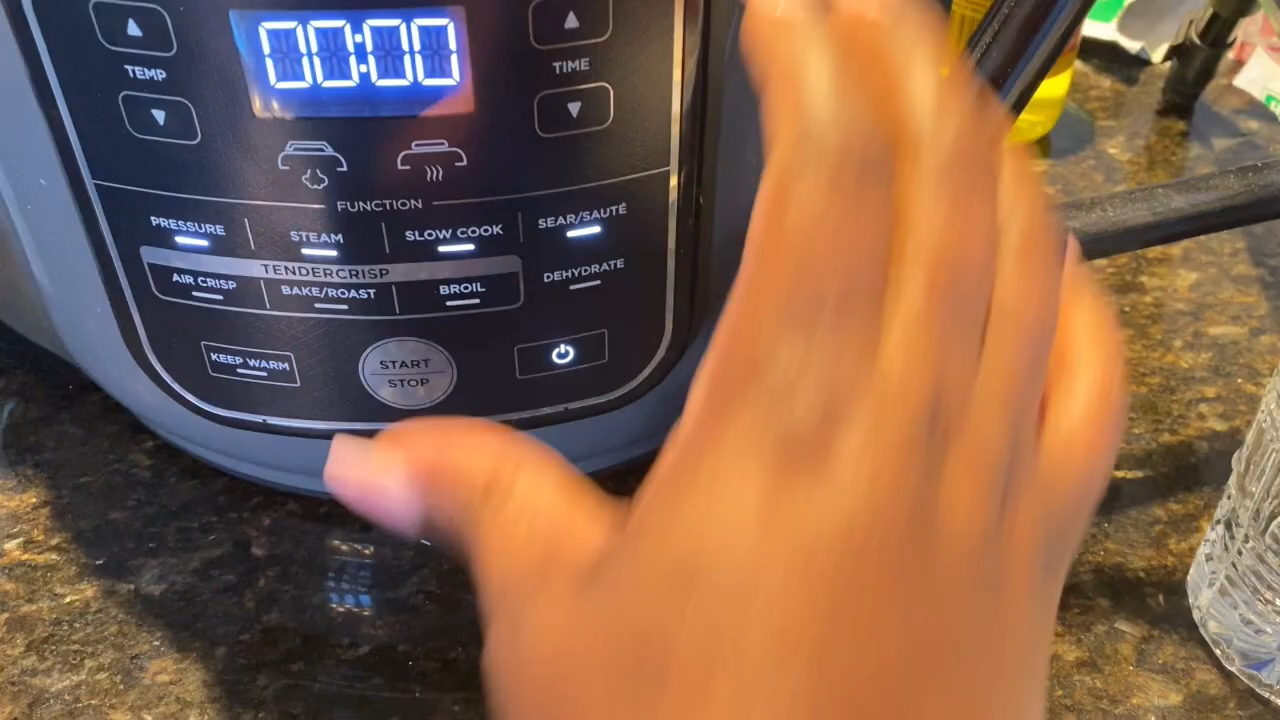 00:00
TEMP
TIME
FUNCTION
PRESSURE
STEAM
SLOW COOK
SEAR/SAUTÉ
TENDERCRISP
AIR CRISP
BAKE/ROAST
BROIL
DEHYDRATE
KEEP WARM
START
STOP